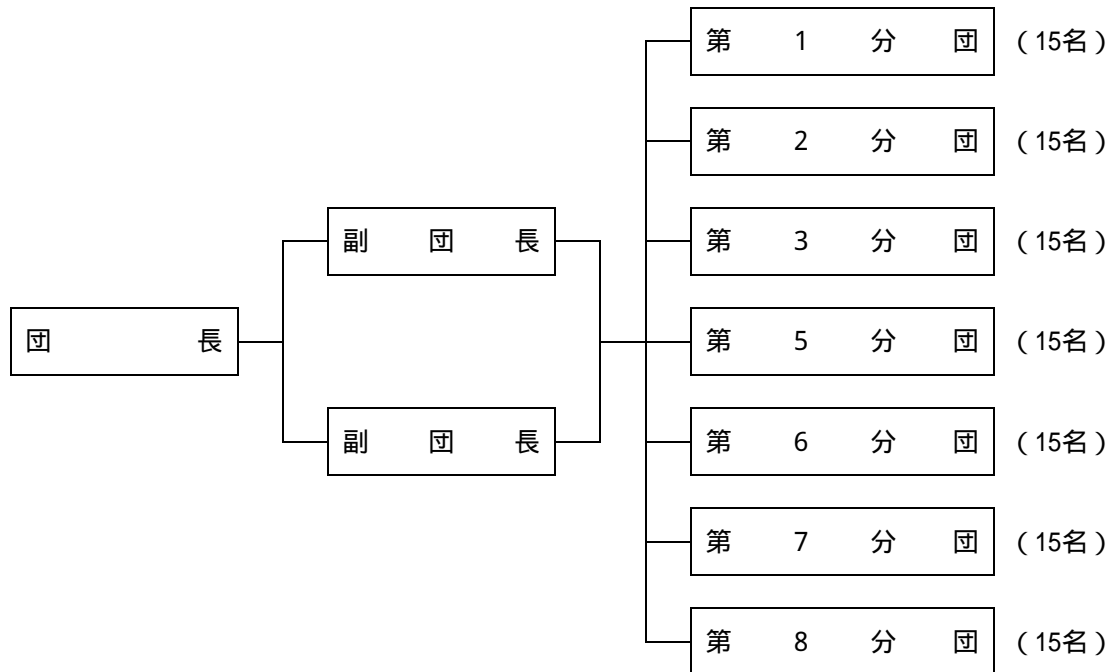 第1分団 （15名）
第2分団 （15名）
第3分団 （15名）
副団長
団長
第5分団 （15名）
副団長
第6分団 （15名）
第7分団 （15名）
第8分団 （15名）